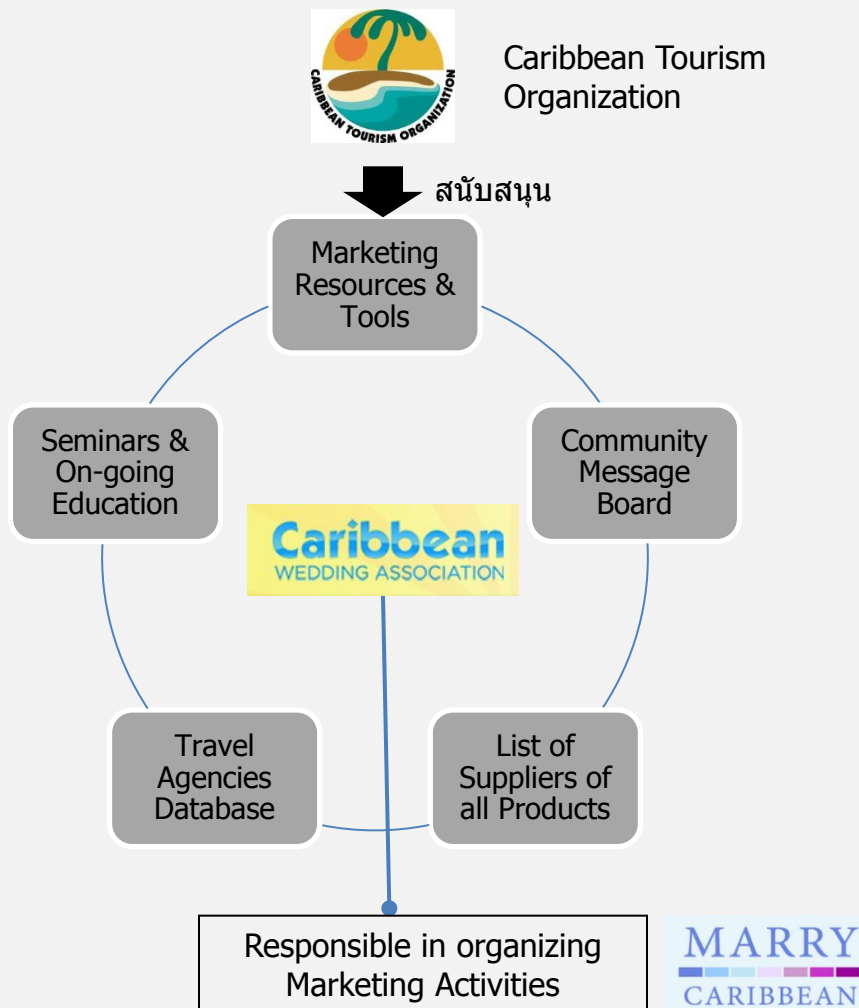 CARIBBEAN TOURISM ORGANIZATION
Caribbean Tourism
Organization
สนับสนุน
Marketing
Resources &
Tools
Seminars &
On-going
Education
Community
Message
Board
Caribbean
WEDDING ASSOCIATION
Travel
Agencies
Database
List of
Suppliers of
all Products
Responsible in organizing
Marketing Activities
MARRY
CARIBBEAN